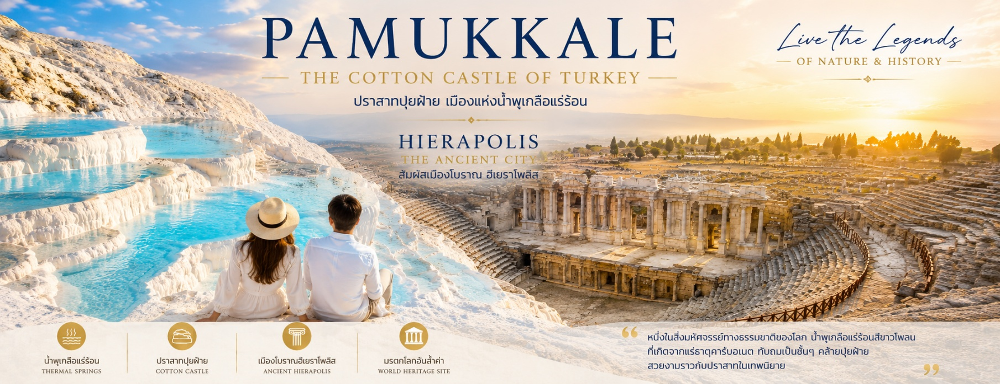 PAMUKKALE
THE COTTON CASTLE OF TURKEY
ปราสาทปุยฝ้าย เมืองแห่งน้ำพุเกลือแร่ร้อน
HIERAPOLIS
THE ANCIENT CITY
สัมผัสเมืองโบราณ ฮีเยราโพลีส
Live the Legends
OF NATURE & HISTORY
น้ำพุเกลือแร่ร้อน
THERMAL SPRINGS
ปราสาทปุยฝ้าย
COTTON CASTLE
เมืองโบราณฮีเยราโพลีส
ANCIENT HIERAPOLIS
มรดกโลกอันล้ำค่า
WORLD HERITAGE SITE
“ หนึ่งในสิ่งมหัศจรรย์ทางธรรมชาติของโลก น้ำพุเกลือแร่ร้อนสีขาวโพลน
ที่เกิดจากแร่ธาตุคาร์บอเนต ทับถมเป็นชั้นๆ คล้ายปุยฝ้าย
สวยงามราวกับปราสาทในเทพนิยาย ”